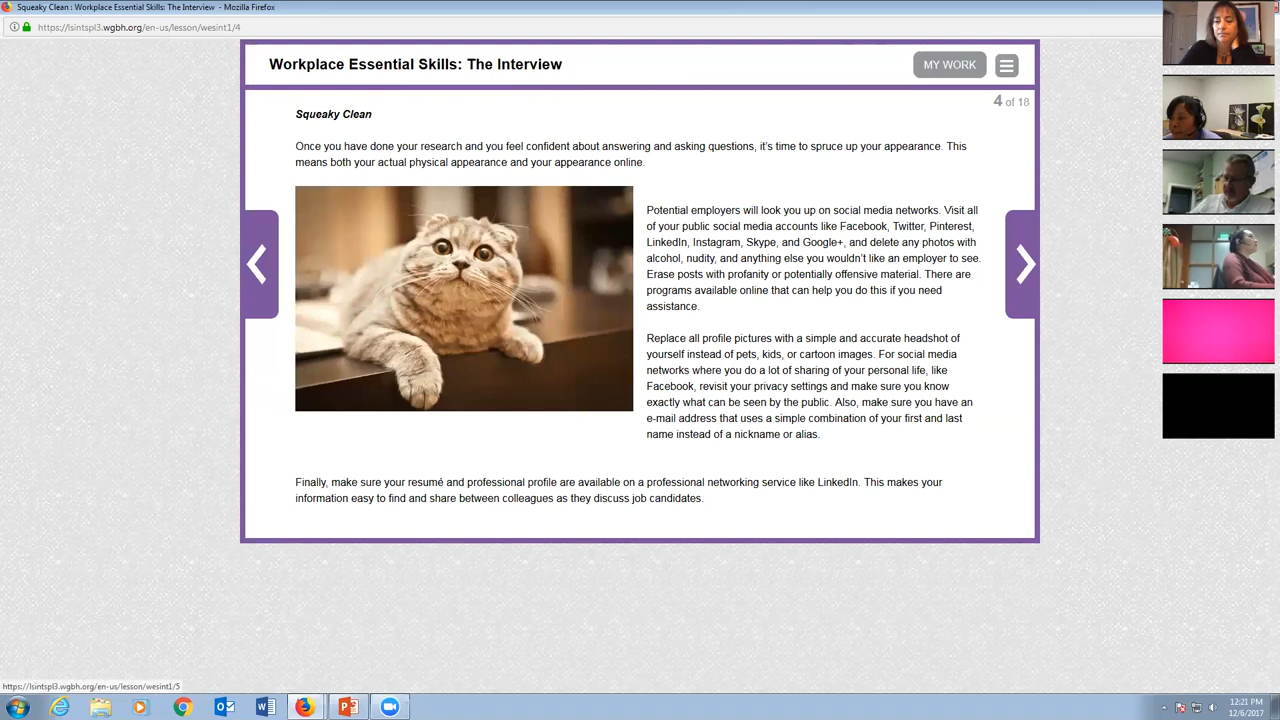 Squeaky Clean : Workplace Essential Skills: The Interview - Mozilla Firefox
https://lsintspl3.wgbh.org/en-us/lesson/wesint1/4
Workplace Essential Skills: The Interview
MY WORK
4 of 18
Squeaky Clean
Once you have done your research and you feel confident about answering and asking questions, it's time to spruce up your appearance. This
means both your actual physical appearance and your appearance online.
Potential employers will look you up on social media networks. Visit all
of your public social media accounts like Facebook, Twitter, Pinterest,
LinkedIn, Instagram, Skype, and Google+, and delete any photos with
alcohol, nudity, and anything else you wouldn't like an employer to see.
Erase posts with profanity or potentially offensive material. There are
programs available online that can help you do this if you need
assistance.
Replace all profile pictures with a simple and accurate headshot of
yourself instead of pets, kids, or cartoon images. For social media
networks where you do a lot of sharing of your personal life, like
Facebook, revisit your privacy settings and make sure you know
exactly what can be seen by the public. Also, make sure you have an
e-mail address that uses a simple combination of your first and last
name instead of a nickname or alias.
Finally, make sure your resumé and professional profile are available on a professional networking service like LinkedIn. This makes your
information easy to find and share between colleagues as they discuss job candidates.
https://lsintspl3.wgbh.org/en-us/lesson/wesint1/5
12:21 PM
12/6/2017